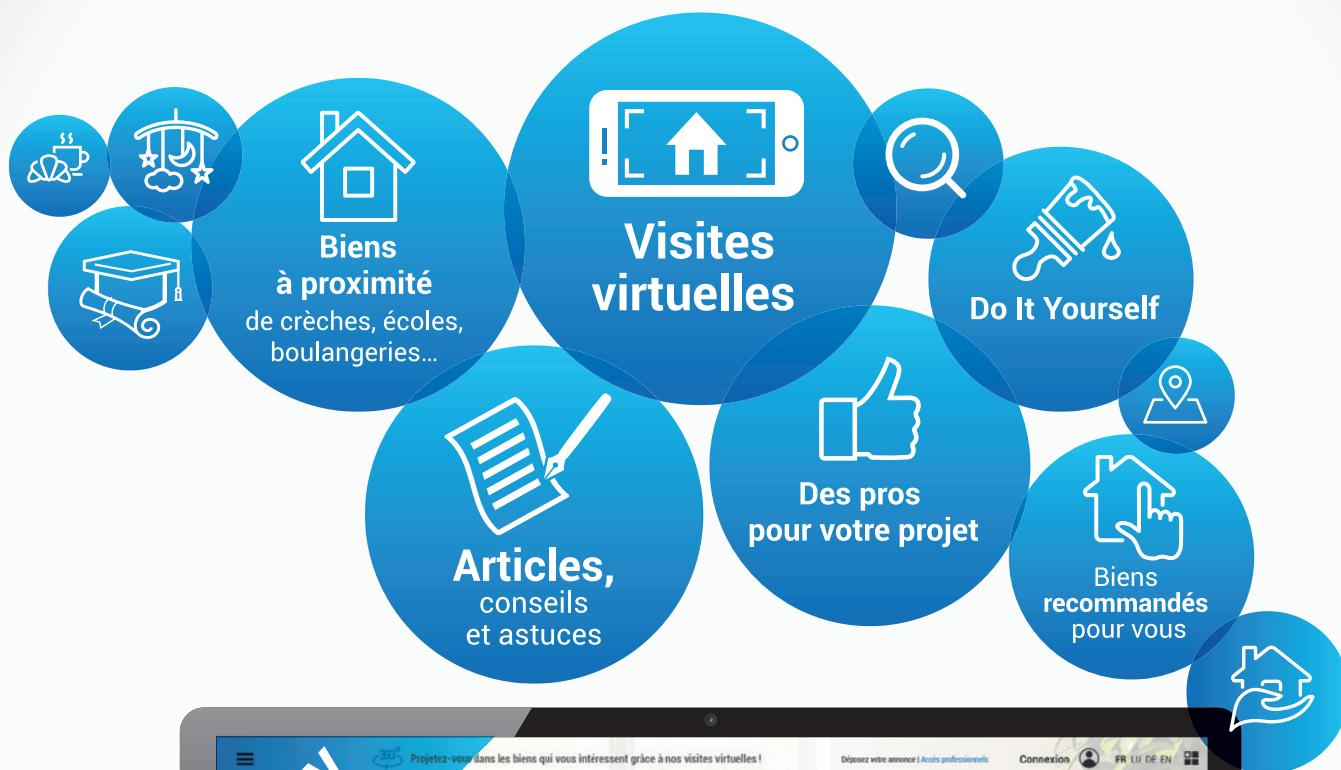 Visites
virtuelles
Biens
à proximité
de crèches, écoles,
boulangeries...
Do It Yourself
Des pros
pour votre projet
Articles,
conseils
et astuces
Biens
recommandés
pour vous
360°
Projetez-vous dans les biens qui vous intéressent grâce à nos visites virtuelles !
Déposez votre annonce | Accès professionnels
Connexion
FR LU DE EN